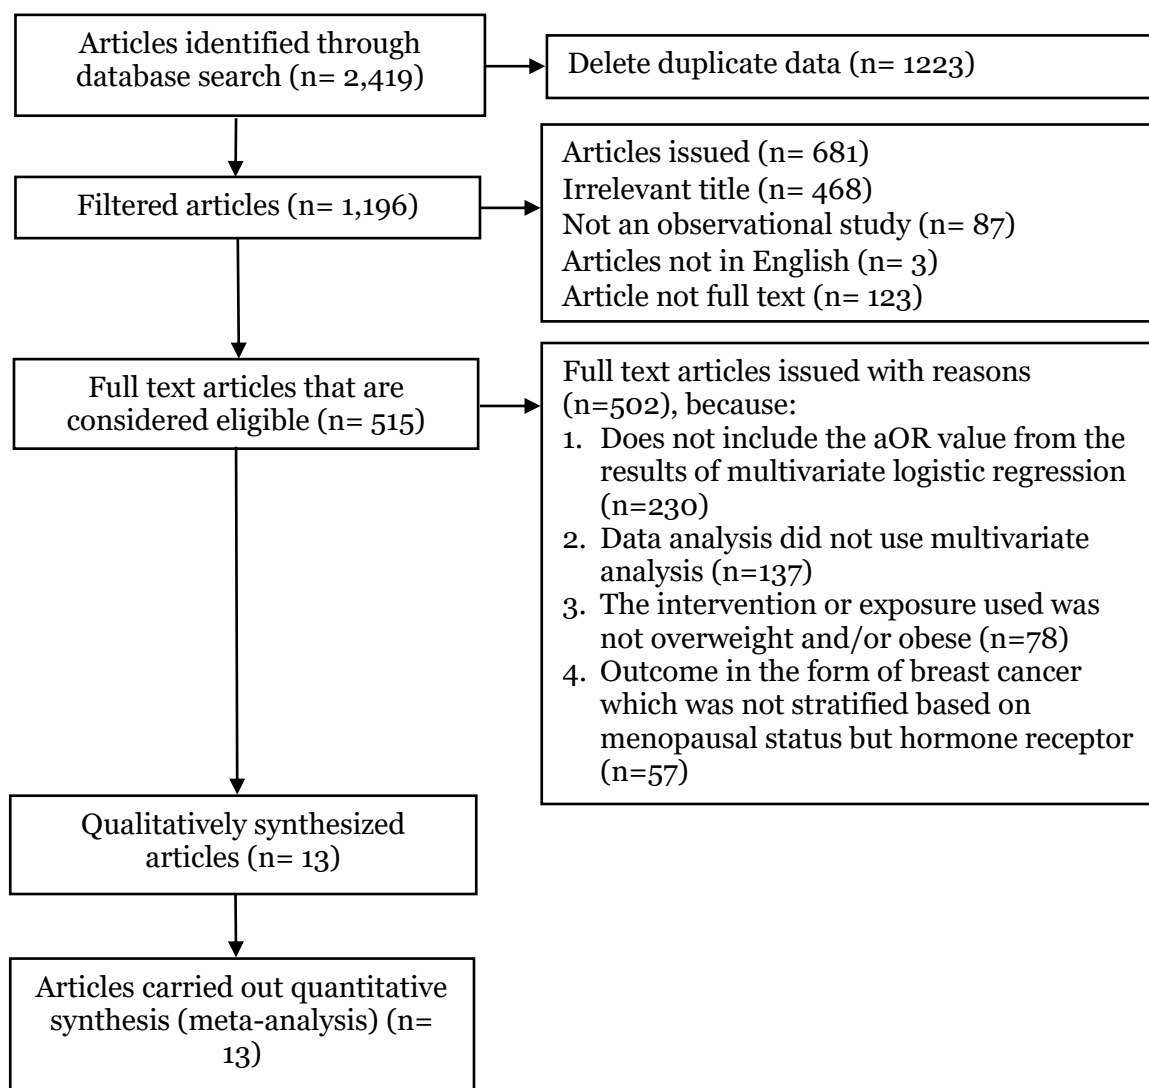 Articles identified through
database search (n= 2,419)
Delete duplicate data (n= 1223)
Filtered articles (n= 1,196)
Articles issued (n= 681)
Irrelevant title (n= 468)
Not an observational study (n= 87)
Articles not in English (n= 3)
Article not full text (n= 123)
Full text articles that are
considered eligible (n= 515)
Full text articles issued with reasons
(n=502), because:
1. Does not include the aOR value from the
results of multivariate logistic regression
(n=230)
2. Data analysis did not use multivariate
analysis (n=137)
3. The intervention or exposure used was
not overweight and/or obese (n=78)
4. Outcome in the form of breast cancer
which was not stratified based on
menopausal status but hormone receptor
(n=57)
Qualitatively synthesized
articles (n= 13)
Articles carried out quantitative
synthesis (meta-analysis) (n=
13)